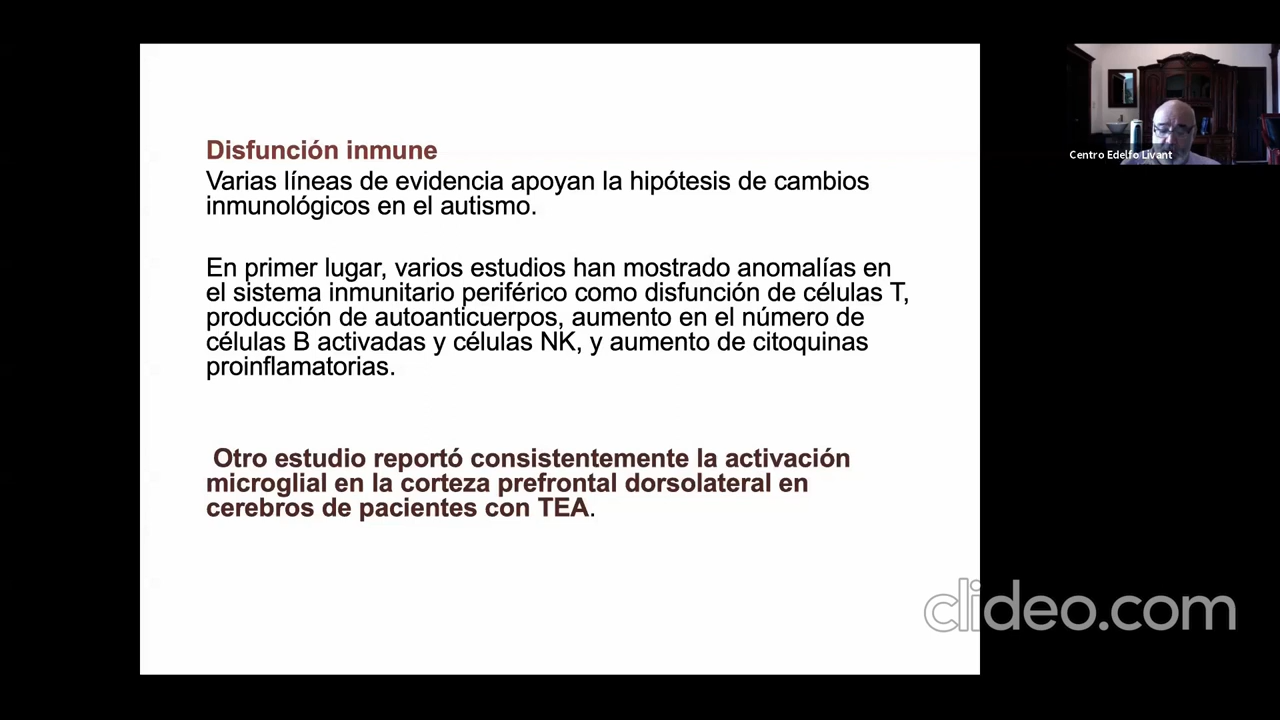 Disfunción inmune
Varias líneas de evidencia apoyan la hipótesis de cambios
inmunológicos en el autismo.
En primer lugar, varios estudios han mostrado anomalías en
el sistema inmunitario periférico como disfunción de células T,
producción de autoanticuerpos, aumento en el número de
células B activadas y células NK, y aumento de citoquinas
proinflamatorias.
Otro estudio reportó consistentemente la activación
microglial en la corteza prefrontal dorsolateral en
cerebros de pacientes con TEA.
Centro Edelfo Livant
clideo.com